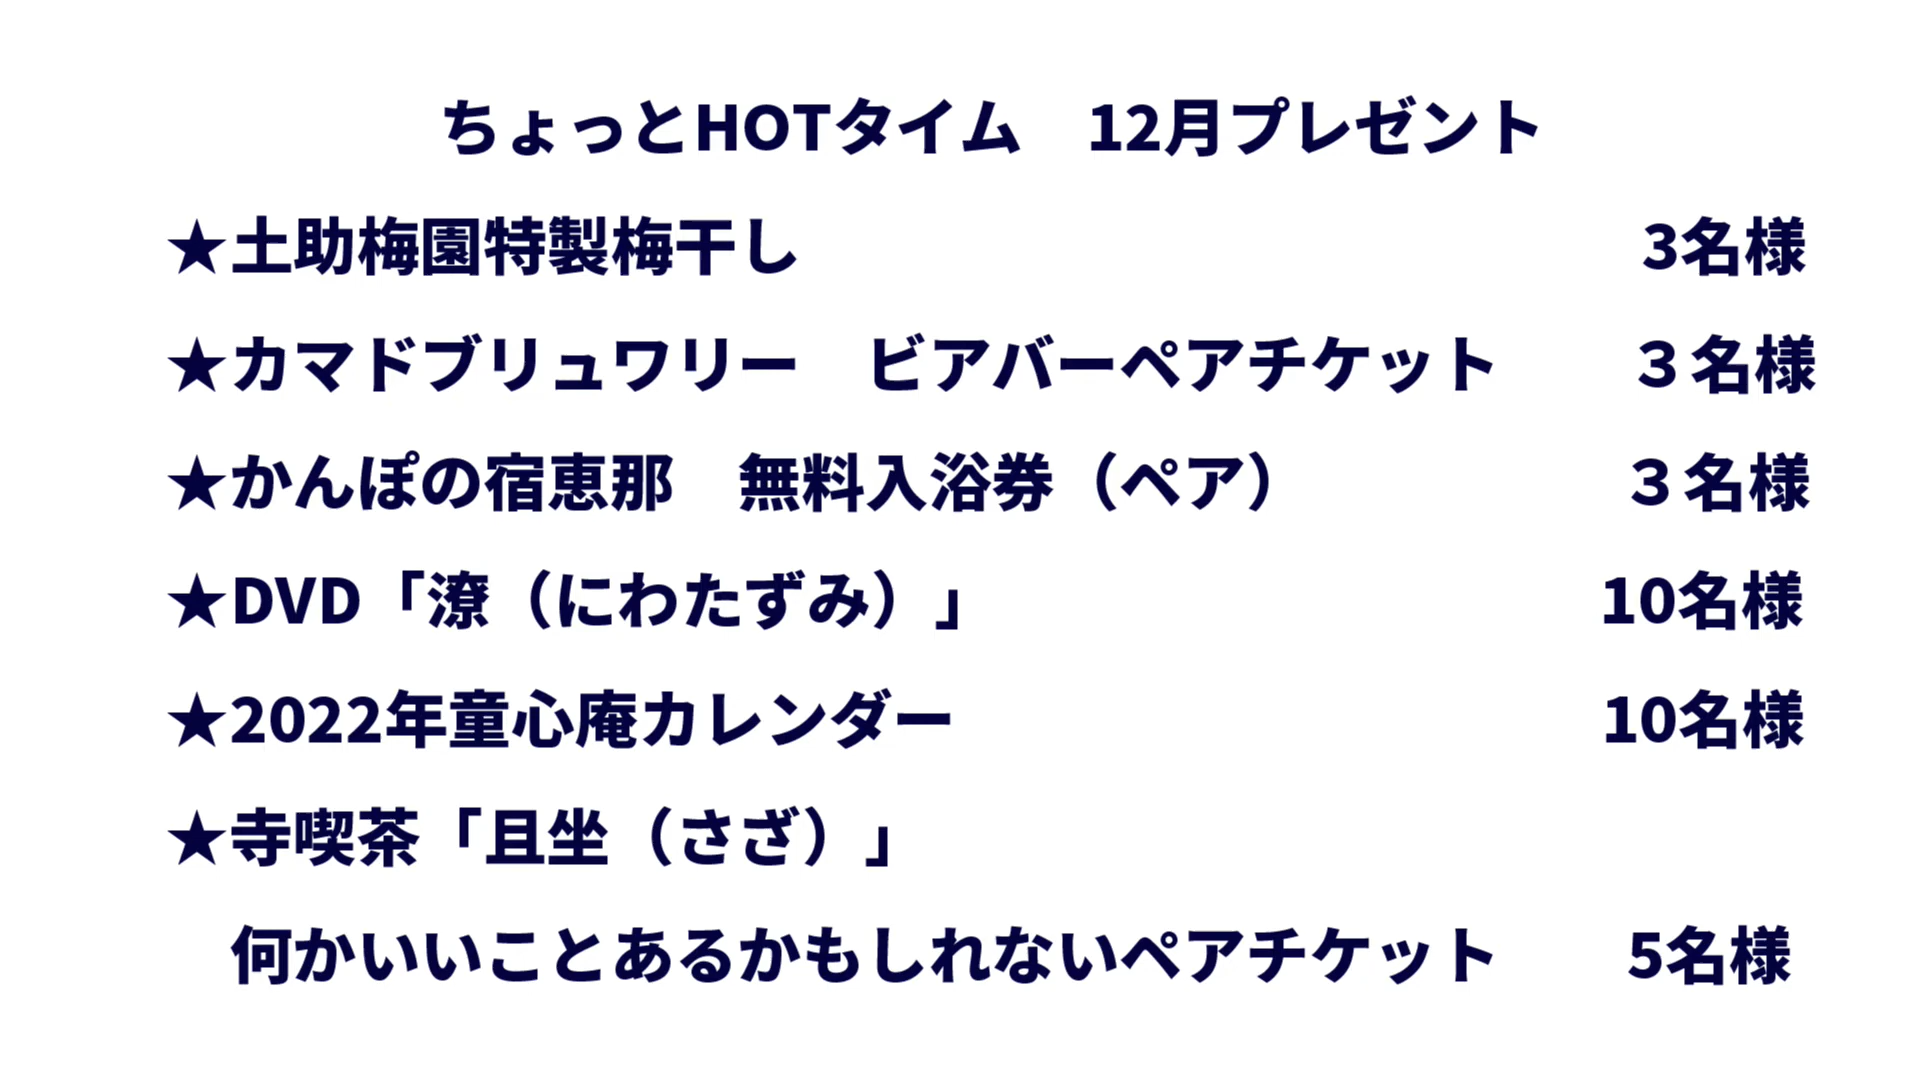 ちょっとHOTタイム　12月プレゼント
★土助梅園特製梅干し　3名様
★カマドブリュワリー　ビアバーペアチケット　３名様
★かんぽの宿恵那　無料入浴券（ペア）　３名様
★DVD「潦（にわたずみ）」　10名様
★2022年童心庵カレンダー　10名様
★寺喫茶「且坐（さざ）」
何かいいことあるかもしれないペアチケット　5名様